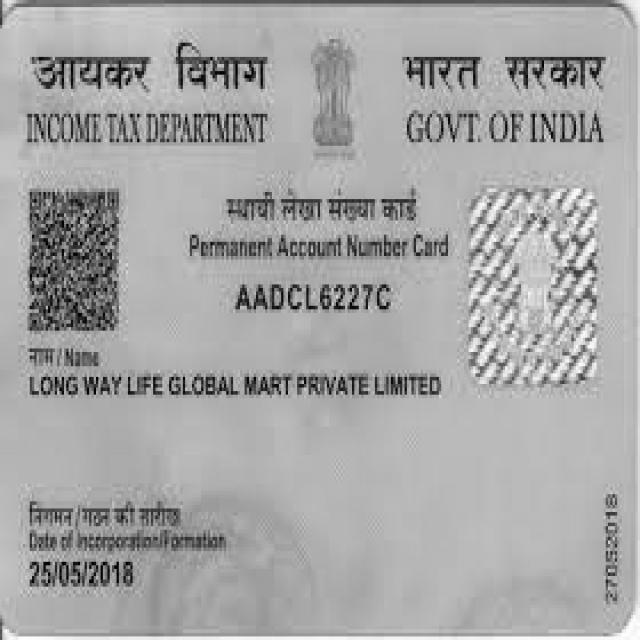 आयकर विभाग
INCOME TAX DEPARTMENT
भारत सरकार
GOVT. OF INDIA
स्थायी लेखा संख्या कार्ड
Permanent Account Number Card
AADCL6227C
नाम / Name
LONG WAY LIFE GLOBAL MART PRIVATE LIMITED
निगमन / गठन की तारीख
Date of Incorporation/Formation
25/05/2018
27052018